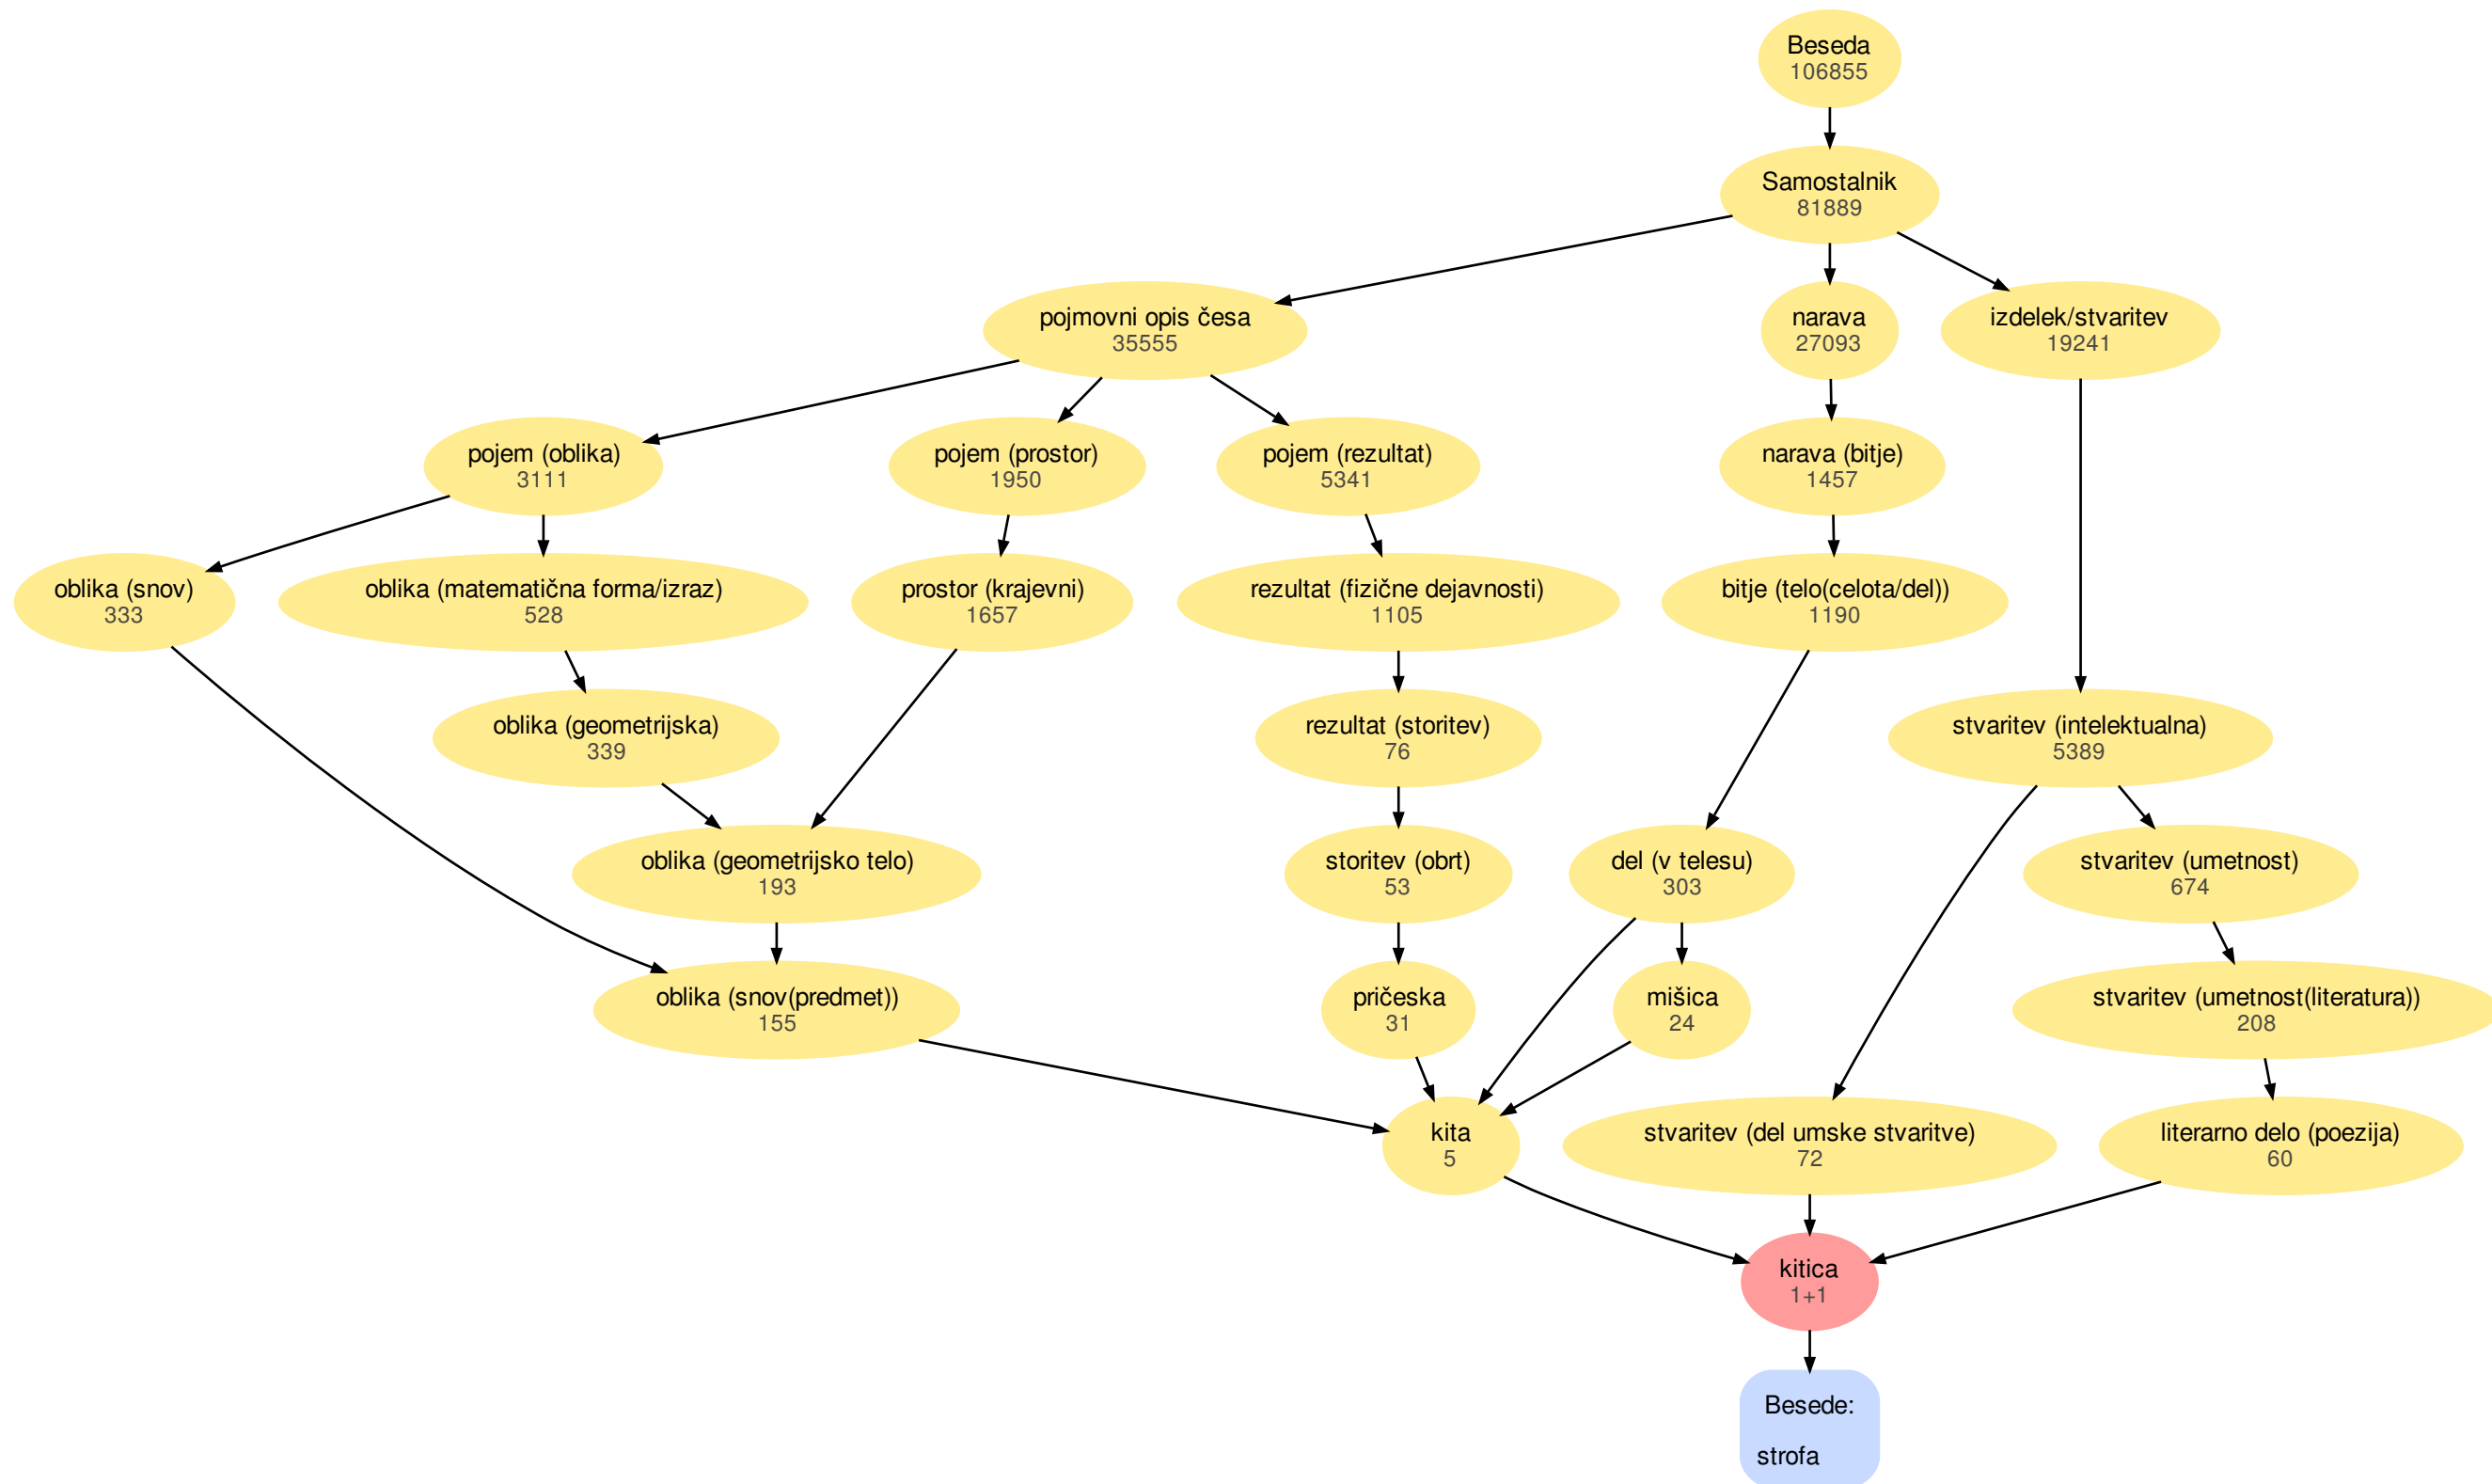 Beseda
106855
Samostalnik
81889
pojmovni opis česa
35555
narava
27093
izdelek/stvaritev
19241
pojem (oblika)
3111
pojem (prostor)
1950
pojem (rezultat)
5341
narava (bitje)
1457
oblika (snov)
333
oblika (matematična forma/izraz)
528
prostor (krajevni)
1657
rezultat (fizične dejavnosti)
1105
bitje (telo(celota/del))
1190
oblika (geometrijska)
339
rezultat (storitev)
76
stvaritev (intelektualna)
5389
oblika (geometrijsko telo)
193
storitev (obrt)
53
del (v telesu)
303
stvaritev (umetnost)
674
oblika (snov(predmet))
155
pričeska
31
mišica
24
stvaritev (umetnost(literatura))
208
kita
5
stvaritev (del umske stvaritve)
72
literarno delo (poezija)
60
kitica
1+1
Besede:
strofa